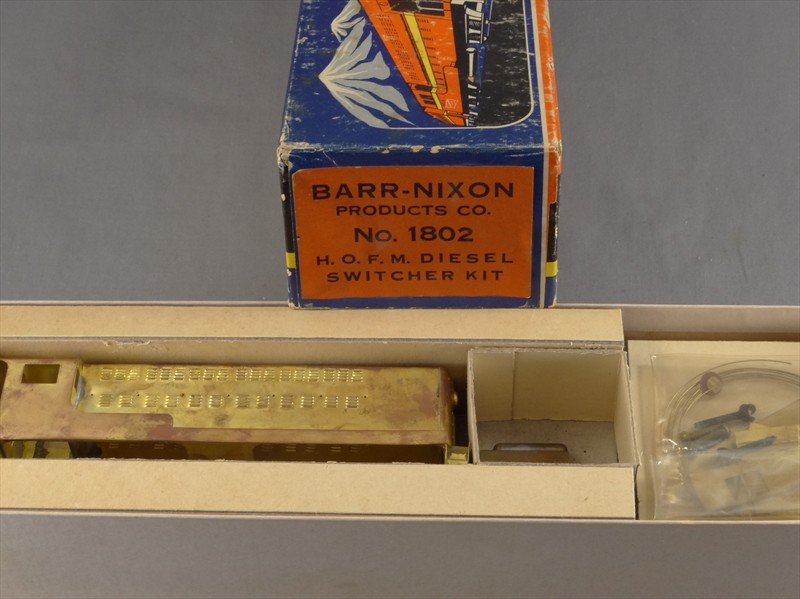 BARR-NIXON
PRODUCTS CO.
No. 1802
H. O. F. M. DIESEL
SWITCHER KIT